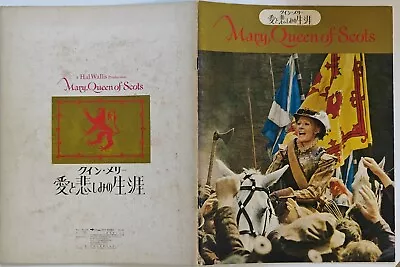 a Hal Wallis Production
Mary, Queen of Scots
クイン・メリー
愛と悲しみの生涯
クイン・メリー
愛と悲しみの生涯
Mary, Queen of Scots